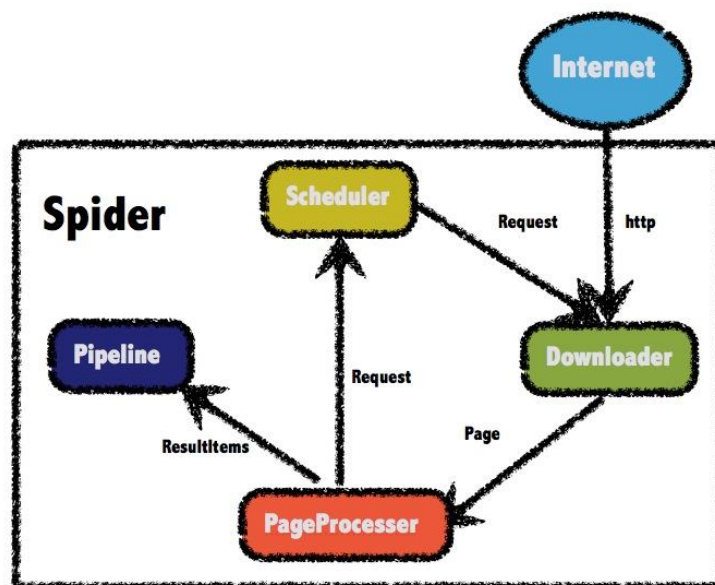 Internet
Spider
Scheduler
Request
http
Pipeline
Downloader
Request
Page
ResultItems
PageProcesser